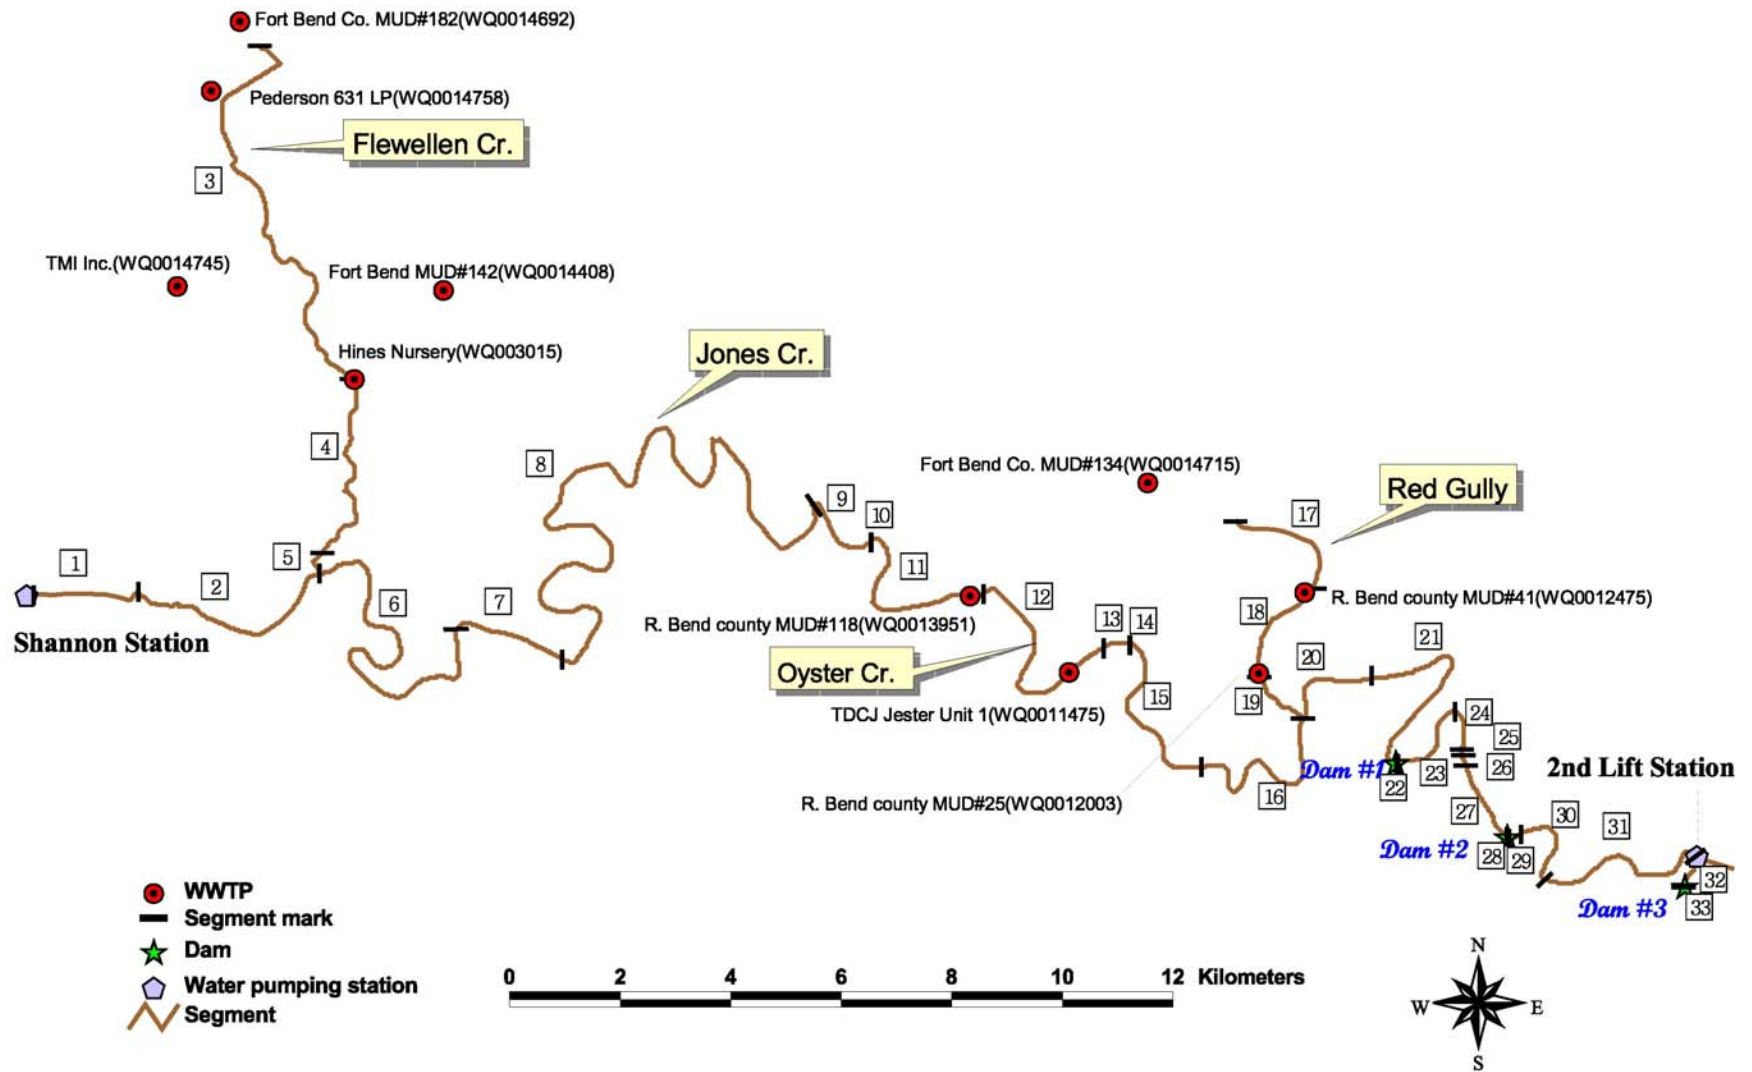 Fort Bend Co. MUD#182(WQ0014692)
Pederson 631 LP(WQ0014758)
Flewellen Cr.
3
TMI Inc.(WQ0014745)
Fort Bend MUD#142(WQ0014408)
Hines Nursery(WQ003015)
Jones Cr.
4
8
Fort Bend Co. MUD#134(WQ0014715)
Red Gully
9
10
17
1
2
5
6
7
11
12
R. Bend county MUD#41(WQ0012475)
Shannon Station
R. Bend county MUD#118(WQ0013951)
13
14
18
20
21
Oyster Cr.
15
19
TDCJ Jester Unit 1(WQ0011475)
24
25
26
2nd Lift Station
Dam #1
22
23
16
R. Bend county MUD#25(WQ0012003)
27
30
31
Dam #2
28
29
32
33
Dam #3
WWTP
Segment mark
Dam
Water pumping station
Segment
0 2 4 6 8 10 12 Kilometers
N
W E
S